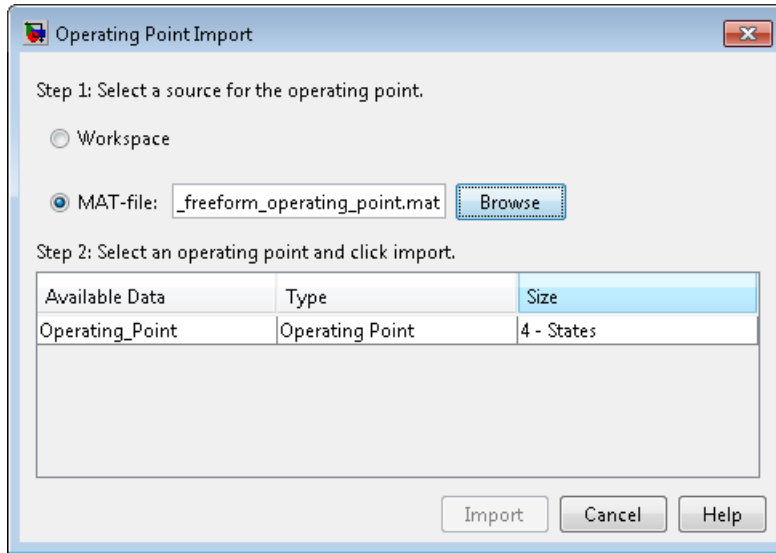 Operating Point Import
Step 1: Select a source for the operating point.
Workspace
MAT-file: _freeform_operating_point.mat Browse
Step 2: Select an operating point and click import.
Available Data Type Size
Operating_Point Operating Point 4 - States
Import Cancel Help